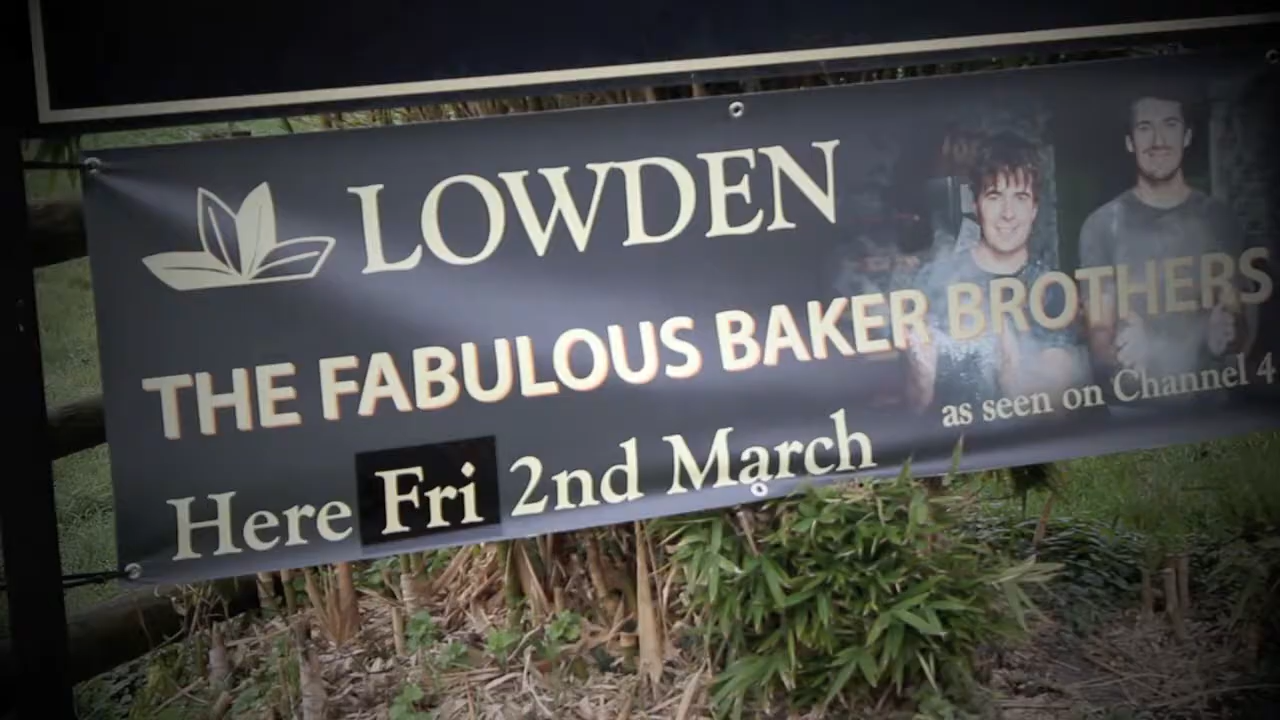 LOWDEN
THE FABULOUS BAKER BROTHERS
as seen on Channel 4
Here Fri 2nd March